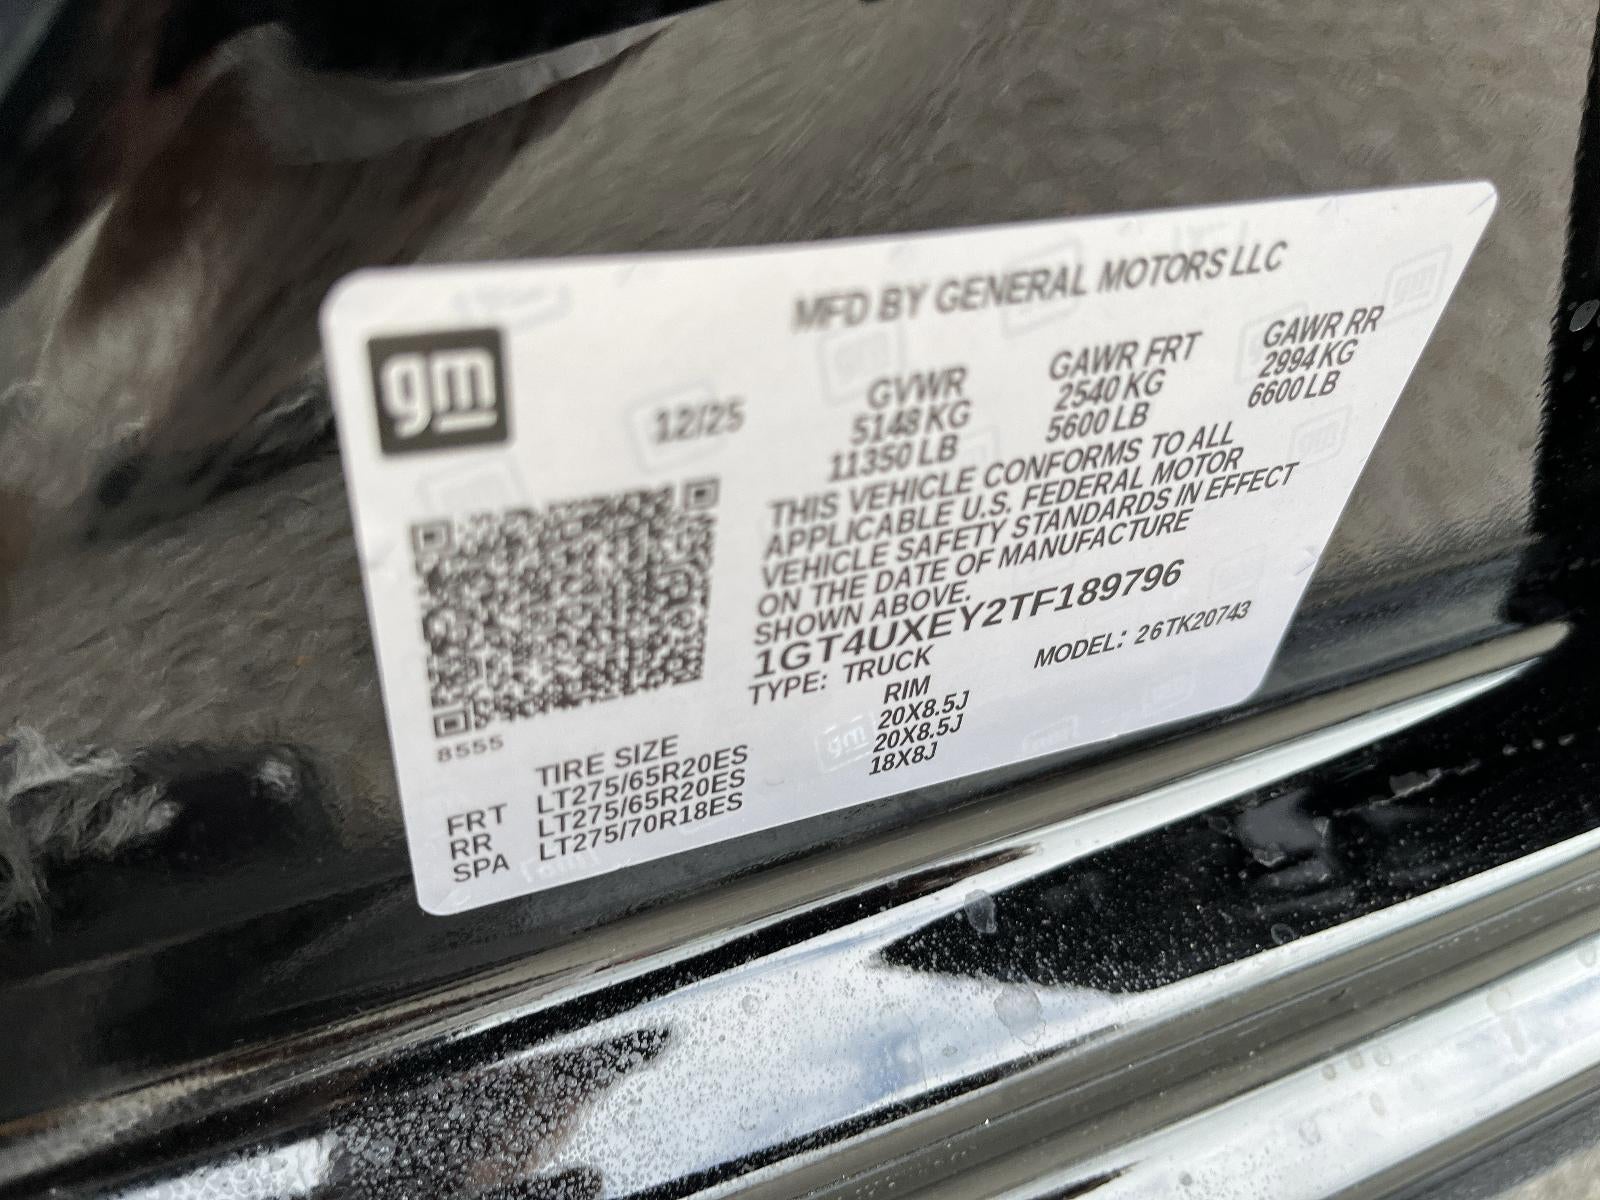 gm
MFD BY GENERAL MOTORS LLC
12/25
GVWR GAWR FRT GAWR RR
5148 KG 2540 KG 2994 KG
11350 LB 5600 LB 6600 LB
THIS VEHICLE CONFORMS TO ALL
APPLICABLE U.S. FEDERAL MOTOR
VEHICLE SAFETY STANDARDS IN EFFECT
ON THE DATE OF MANUFACTURE
SHOWN ABOVE.
1GT4UXEY2TF189796
TYPE: TRUCK MODEL: 26TK20743
8555
TIRE SIZE RIM
FRT LT275/65R20ES 20X8.5J
RR LT275/65R20ES 20X8.5J
SPA LT275/70R18ES 18X8J